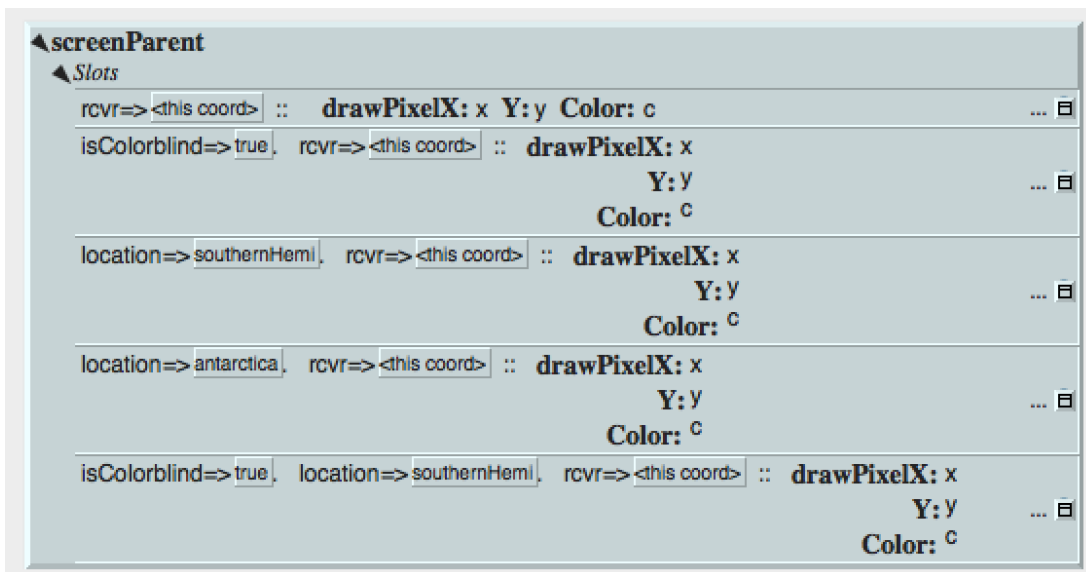 screenParent
Slots
rcvr=> <this coord> :: drawPixelX: x Y: y Color: c ...
isColorblind=> true. rcvr=> <this coord> :: drawPixelX: x
Y: y ...
Color: c
location=> southernHemi. rcvr=> <this coord> :: drawPixelX: x
Y: y ...
Color: c
location=> antarctica. rcvr=> <this coord> :: drawPixelX: x
Y: y ...
Color: c
isColorblind=> true. location=> southernHemi. rcvr=> <this coord> :: drawPixelX: x
Y: y ...
Color: c